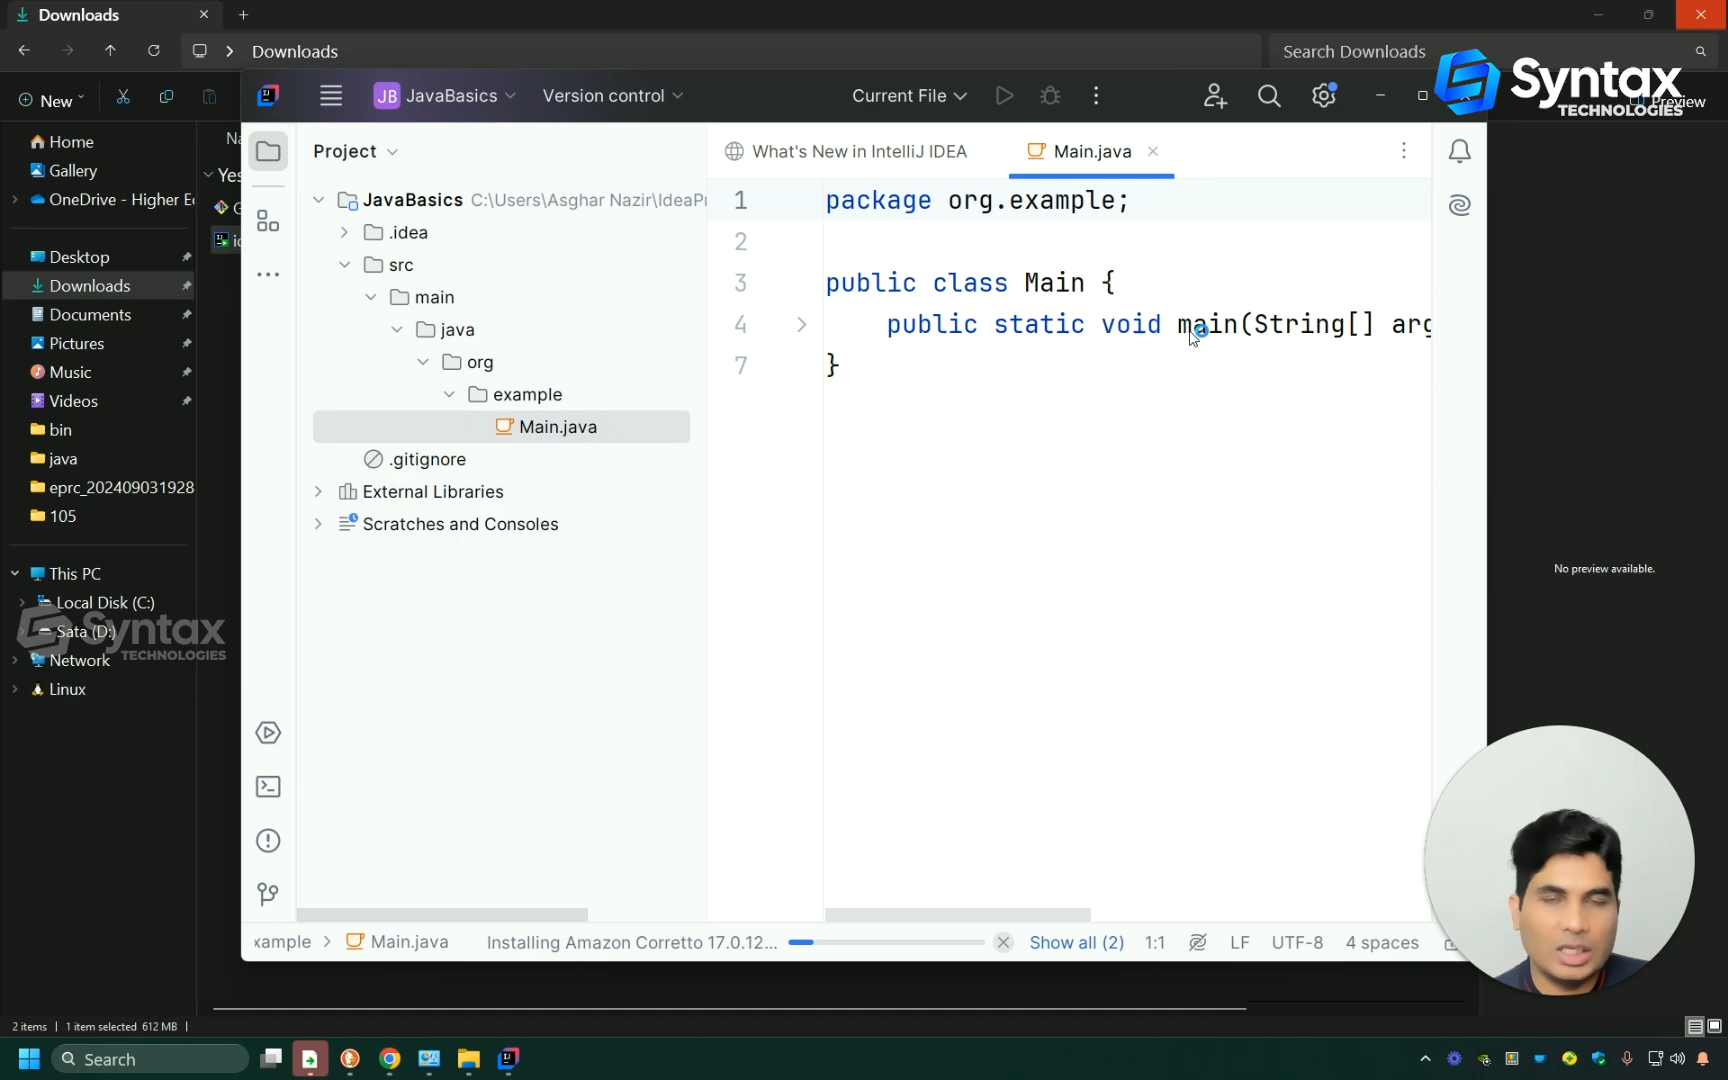 Downloads
Downloads
Search Downloads
New
JavaBasics
Version control
Current File
Syntax
TECHNOLOGIES
Preview
Home
Gallery
OneDrive - Higher E
Desktop
Downloads
Documents
Pictures
Music
Videos
bin
java
eprc_202409031928
105
This PC
Local Disk (C:)
Sata (D:)
Network
Linux
Syntax
TECHNOLOGIES
Na
Yes
Project
What's New in IntelliJ IDEA
Main.java
JavaBasics C:\Users\Asghar Nazir\IdeaPr
.idea
src
main
java
org
example
Main.java
.gitignore
External Libraries
Scratches and Consoles
1 package org.example;
2
3 public class Main {
4 public static void main(String[] arg
7 }
No preview available.
xample > Main.java
Installing Amazon Corretto 17.0.12...
Show all (2)
1:1
LF
UTF-8
4 spaces
2 items
1 item selected 612 MB
Search